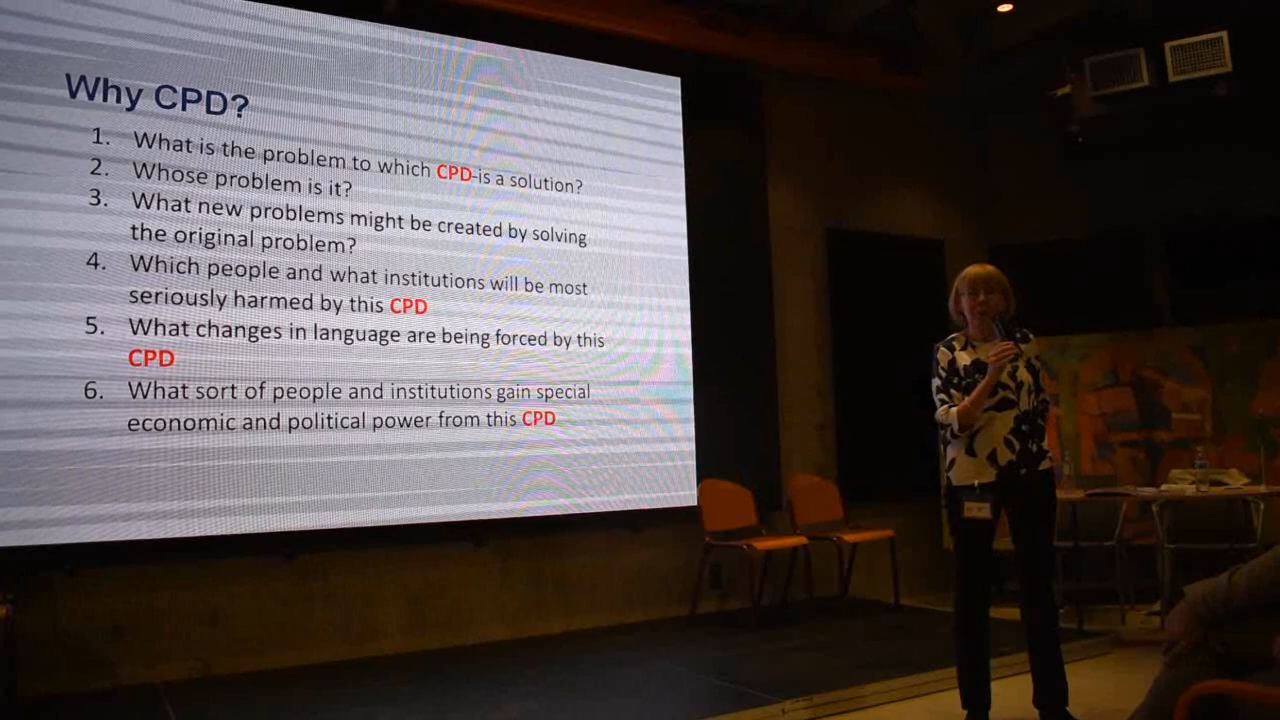 Why CPD?
1. What is the problem to which CPD-is a solution?
2. Whose problem is it?
3. What new problems might be created by solving
the original problem?
4. Which people and what institutions will be most
seriously harmed by this CPD
5. What changes in language are being forced by this
CPD
6. What sort of people and institutions gain special
economic and political power from this CPD